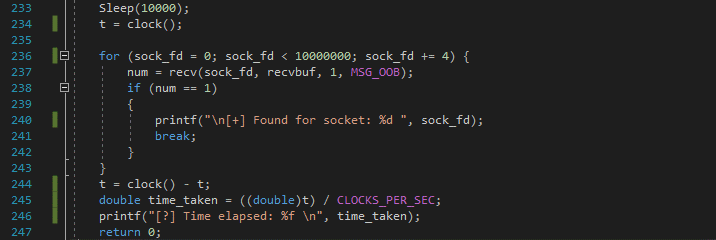 233 Sleep(10000);
234 t = clock();
235
236 for (sock_fd = 0; sock_fd < 10000000; sock_fd += 4) {
237 num = recv(sock_fd, recvbuf, 1, MSG_OOB);
238 if (num == 1)
239 {
240 printf("\n[+] Found for socket: %d ", sock_fd);
241 break;
242 }
243 }
244 t = clock() - t;
245 double time_taken = ((double)t) / CLOCKS_PER_SEC;
246 printf("[?] Time elapsed: %f \n", time_taken);
247 return 0;